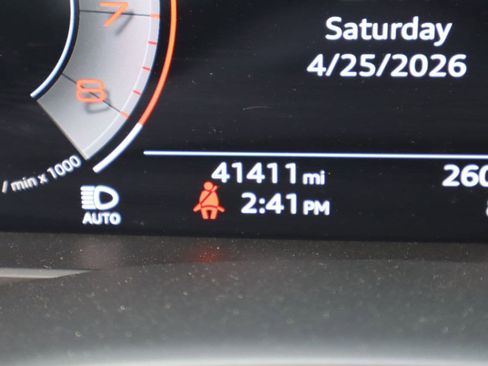 7
Saturday
4/25/2026
8
/ min x 1000
41411 mi
260
AUTO
2:41 PM